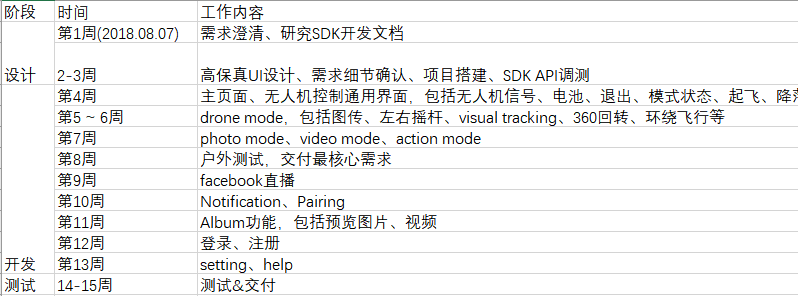 阶段 时间 工作内容
第1周(2018.08.07) 需求澄清、研究SDK开发文档
设计 2-3周 高保真UI设计、需求细节确认、项目搭建、SDK API调测
第4周 主页面、无人机控制通用界面，包括无人机信号、电池、退出、模式状态、起飞、降落
第5 ~ 6周 drone mode，包括图传、左右摇杆、visual tracking、360回转、环绕飞行等
第7周 photo mode、video mode、action mode
第8周 户外测试，交付最核心需求
第9周 facebook直播
第10周 Notification、Pairing
第11周 Album功能，包括预览图片、视频
第12周 登录、注册
开发 第13周 setting、help
测试 14-15周 测试&交付